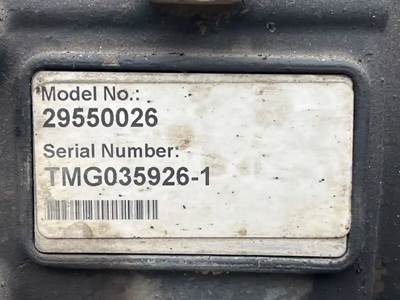 Model No.:
29550026
Serial Number:
TMG035926-1